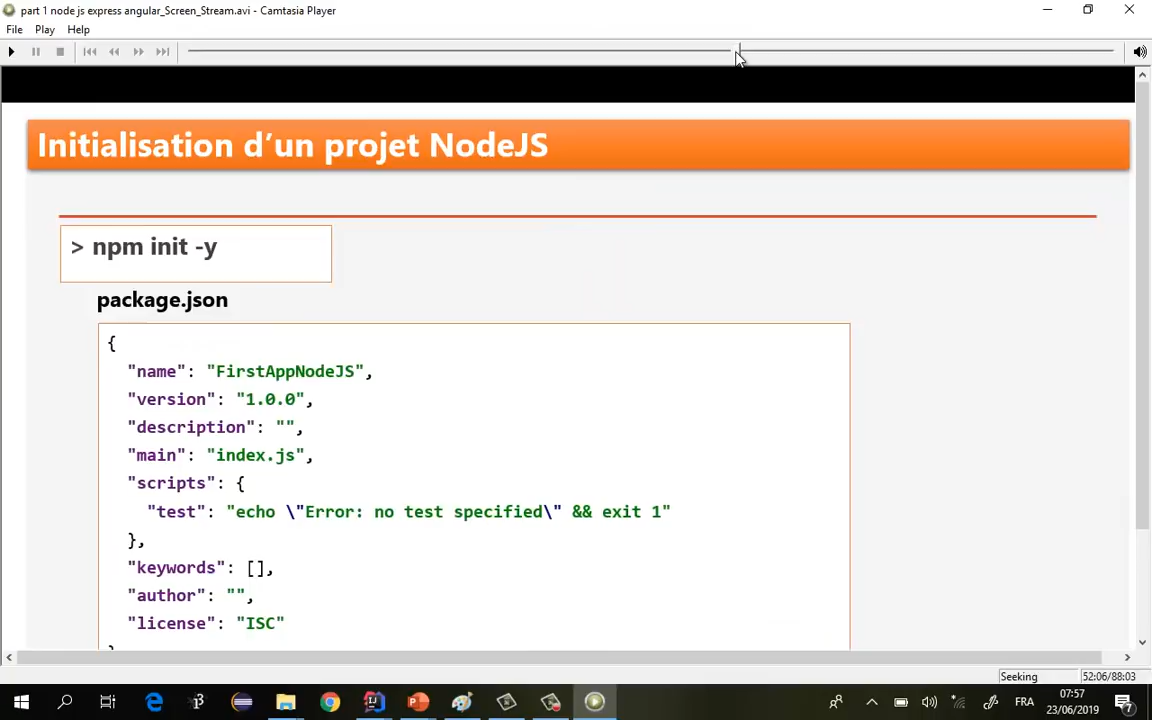 part 1 node js express angular_Screen_Stream.avi - Camtasia Player
File Play Help
Initialisation d’un projet NodeJS
> npm init -y
package.json
{
"name": "FirstAppNodeJS",
"version": "1.0.0",
"description": "",
"main": "index.js",
"scripts": {
"test": "echo \"Error: no test specified\" && exit 1"
},
"keywords": [],
"author": "",
"license": "ISC"
Seeking 52:06/88:03
FRA
07:57
23/06/2019
7